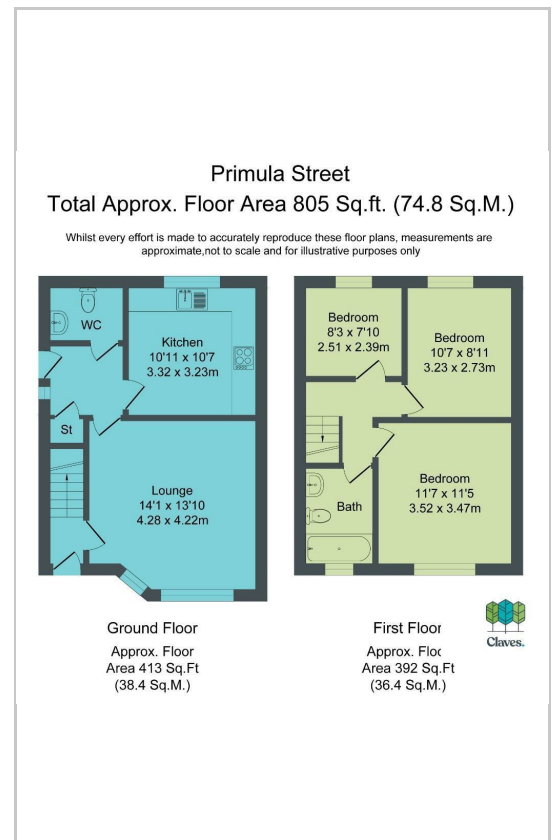 Primula Street
Total Approx. Floor Area 805 Sq.ft. (74.8 Sq.M.)
Whilst every effort is made to accurately reproduce these floor plans, measurements are
approximate,not to scale and for illustrative purposes only
WC
Kitchen
10'11 x 10'7
3.32 x 3.23m
St
Lounge
14'1 x 13'10
4.28 x 4.22m
Ground Floor
Approx. Floor
Area 413 Sq.Ft
(38.4 Sq.M.)
Bedroom
8'3 x 7'10
2.51 x 2.39m
Bedroom
10'7 x 8'11
3.23 x 2.73m
Bedroom
11'7 x 11'5
3.52 x 3.47m
Bath
First Floor
Approx. Floc
Area 392 Sq.Ft
(36.4 Sq.M.)
Claves.